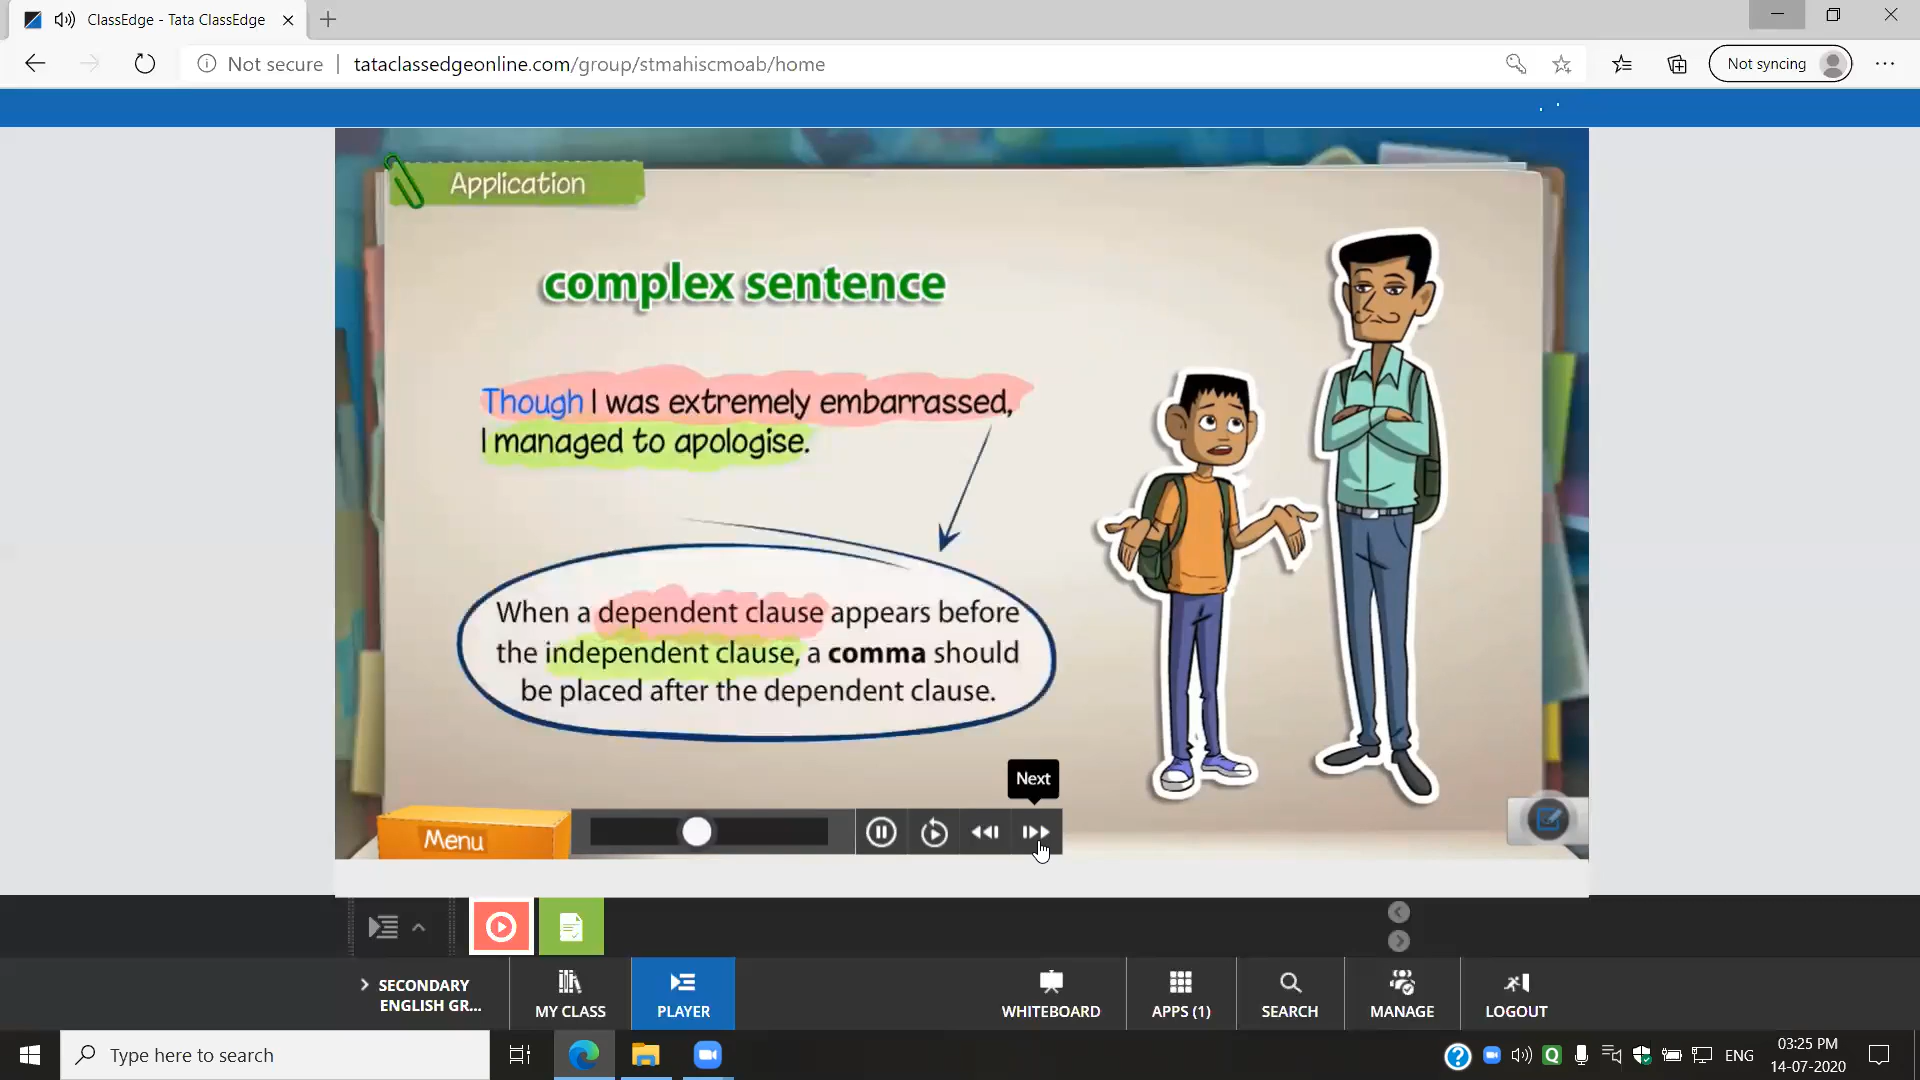 ClassEdge - Tata ClassEdge
Not secure
tataclassedgeonline.com/group/stmahiscmoab/home
Not syncing
Application
complex sentence
Though I was extremely embarrassed,
I managed to apologise.
When a dependent clause appears before
the independent clause, a comma should
be placed after the dependent clause.
Next
Menu
SECONDARY
ENGLISH GR...
MY CLASS
PLAYER
WHITEBOARD
APPS (1)
SEARCH
MANAGE
LOGOUT
Type here to search
ENG
03:25 PM
14-07-2020